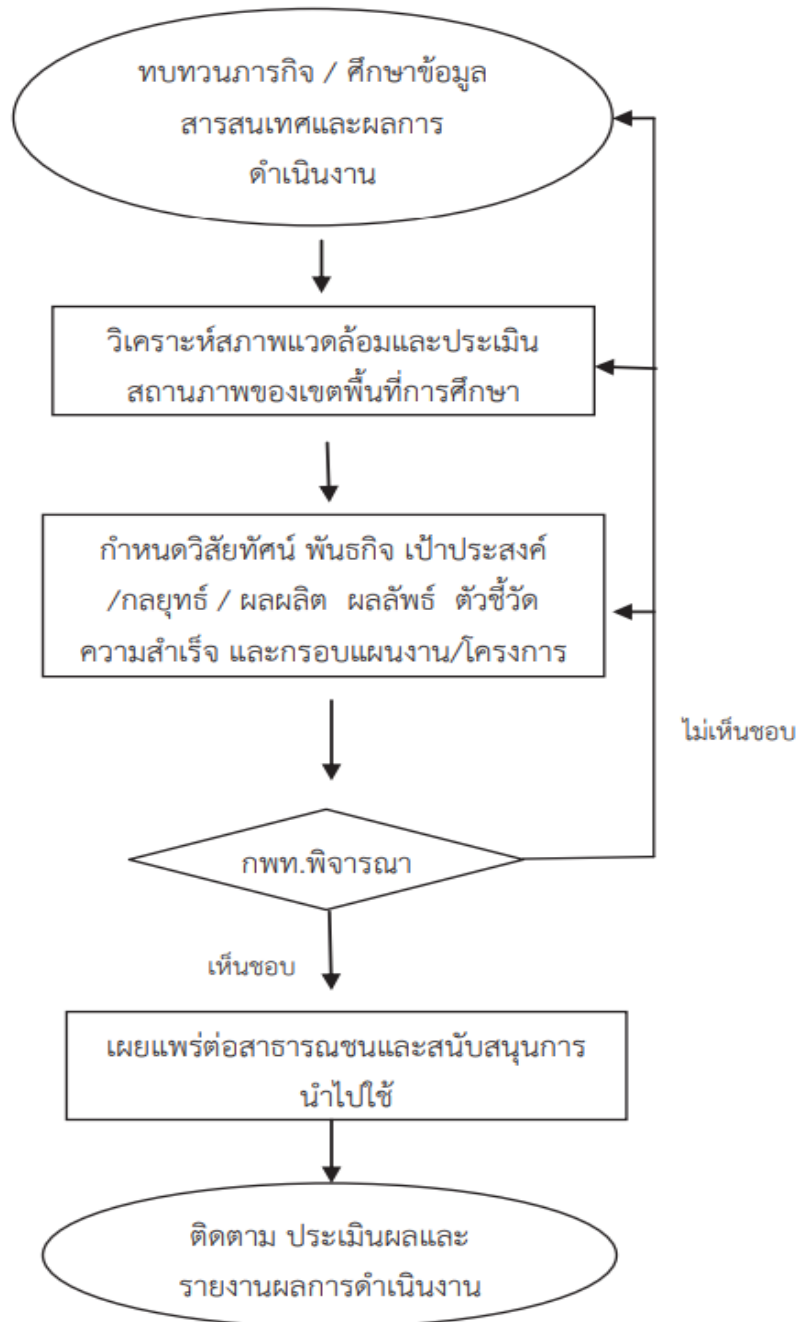 ทบทวนภารกิจ / ศึกษาข้อมูล
สารสนเทศและผลการ
ดำเนินงาน
วิเคราะห์สภาพแวดล้อมและประเมิน
สถานภาพของเขตพื้นที่การศึกษา
กำหนดวิสัยทัศน์ พันธกิจ เป้าประสงค์
/กลยุทธ์ / ผลผลิต ผลลัพธ์ ตัวชี้วัด
ความสำเร็จ และกรอบแผนงาน/โครงการ
ไม่เห็นชอบ
กพท.พิจารณา
เห็นชอบ
เผยแพร่ต่อสาธารณชนและสนับสนุนการ
นำไปใช้
ติดตาม ประเมินผลและ
รายงานผลการดำเนินงาน